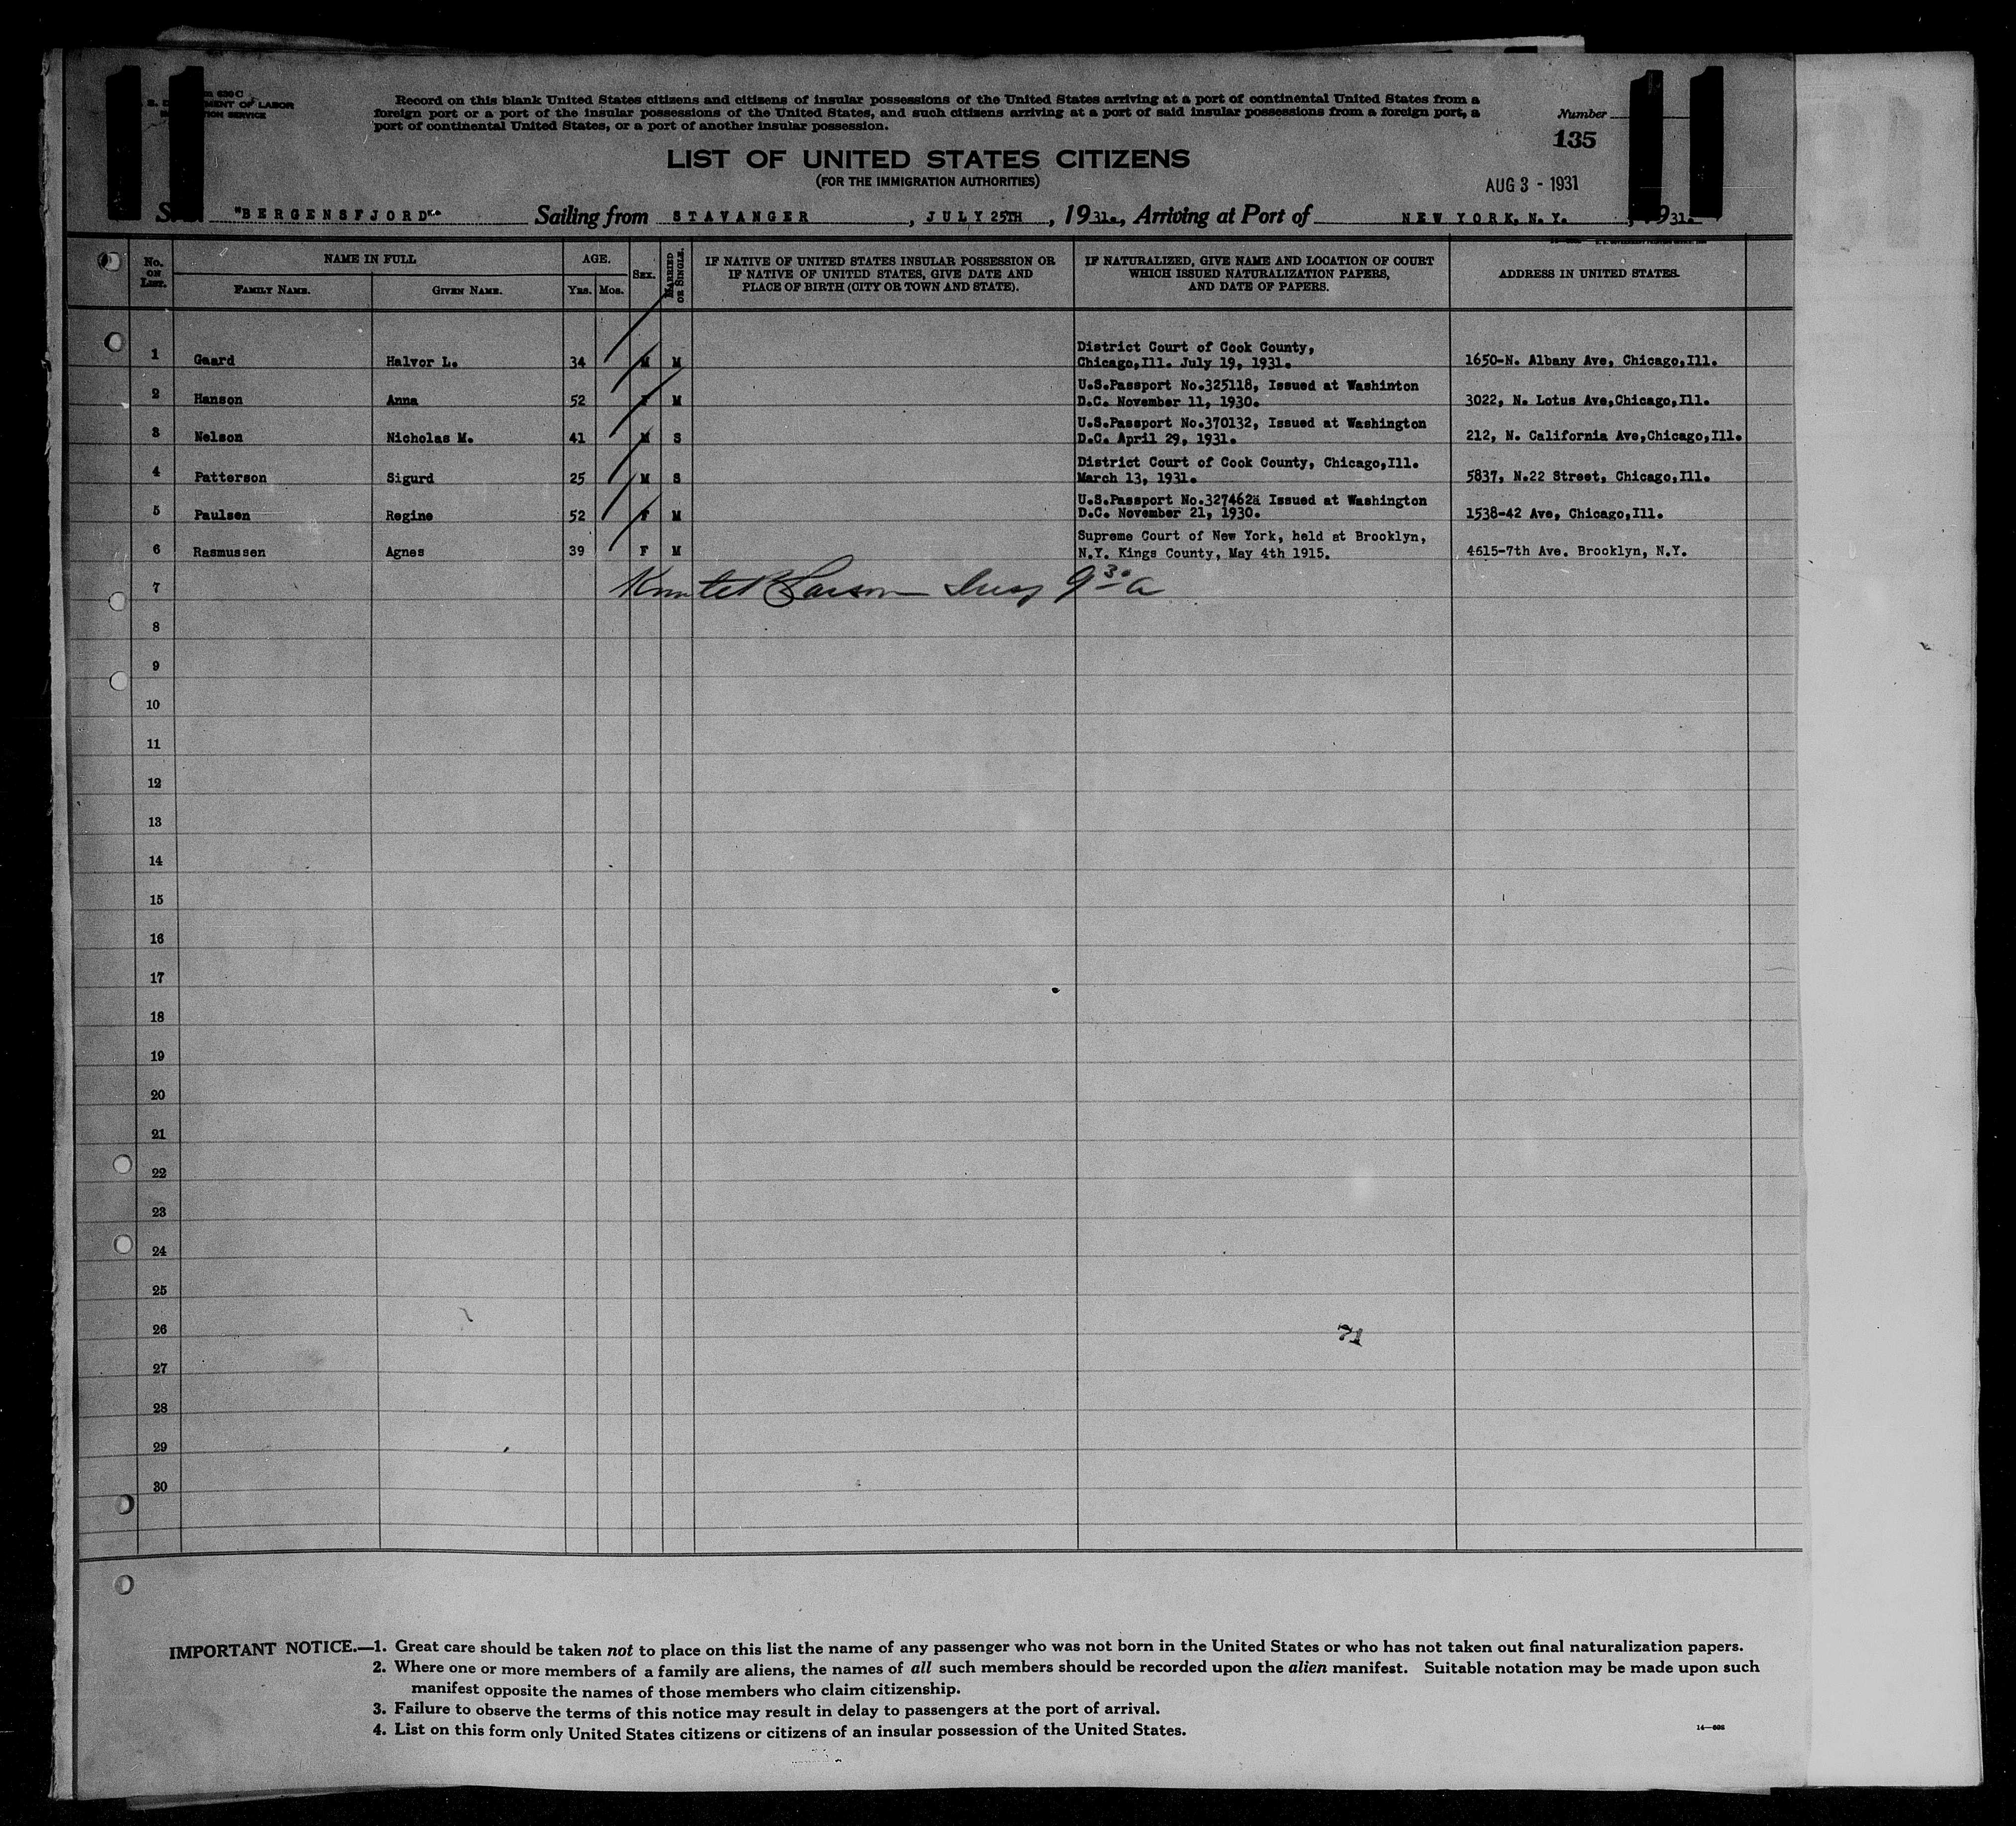 11 11
630 C
MENT OF LABOR
Record on this blank United States citizens and citizens of insular possessions of the United States arriving at a port of continental United States from a
foreign port or a port of the insular possessions of the United States, and such citizens arriving at a port of said insular possessions from a foreign port, a
port of continental United States, or a port of another insular possession.
Number
135
LIST OF UNITED STATES CITIZENS
(FOR THE IMMIGRATION AUTHORITIES)
AUG 3 - 1931
"BERGENSFJORD" Sailing from STAVANGER, JULY 25TH, 1931., Arriving at Port of NEW YORK, N.Y., 1931.
No. on List. NAME IN FULL AGE. Sex. Married or Single. IF NATIVE OF UNITED STATES INSULAR POSSESSION OR IF NATIVE OF UNITED STATES, GIVE DATE AND PLACE OF BIRTH (CITY OR TOWN AND STATE). IF NATURALIZED, GIVE NAME AND LOCATION OF COURT WHICH ISSUED NATURALIZATION PAPERS, AND DATE OF PAPERS. ADDRESS IN UNITED STATES.
Family Name. Given Name. Yrs. Mos.
1 Gaard Halvor L. 34 M M District Court of Cook County, Chicago,Ill. July 19, 1931. 1650-N. Albany Ave, Chicago,Ill.
2 Hanson Anna 52 F M U.S.Passport No.325118, Issued at Washinton D.C. November 11, 1930. 3022, N. Lotus Ave,Chicago,Ill.
3 Nelson Nicholas M. 41 M S U.S.Passport No.370132, Issued at Washington D.C. April 29, 1931. 212, N. California Ave,Chicago,Ill.
4 Patterson Sigurd 25 M S District Court of Cook County, Chicago,Ill. March 13, 1931. 5837, N.22 Street, Chicago,Ill.
5 Paulsen Regine 52 F M U.S.Passport No.327462 Issued at Washington D.C. November 21, 1930. 1538-42 Ave, Chicago,Ill.
6 Rasmussen Agnes 39 F M Supreme Court of New York, held at Brooklyn, N.Y. Kings County, May 4th 1915. 4615-7th Ave. Brooklyn, N.Y.
7 Insp 9 30 a
8
9
10
11
12
13
14
15
16
17
18
19
20
21
22
23
24
25
26 71
27
28
29
30
IMPORTANT NOTICE.—1. Great care should be taken not to place on this list the name of any passenger who was not born in the United States or who has not taken out final naturalization papers.
2. Where one or more members of a family are aliens, the names of all such members should be recorded upon the alien manifest. Suitable notation may be made upon such
manifest opposite the names of those members who claim citizenship.
3. Failure to observe the terms of this notice may result in delay to passengers at the port of arrival.
4. List on this form only United States citizens or citizens of an insular possession of the United States.